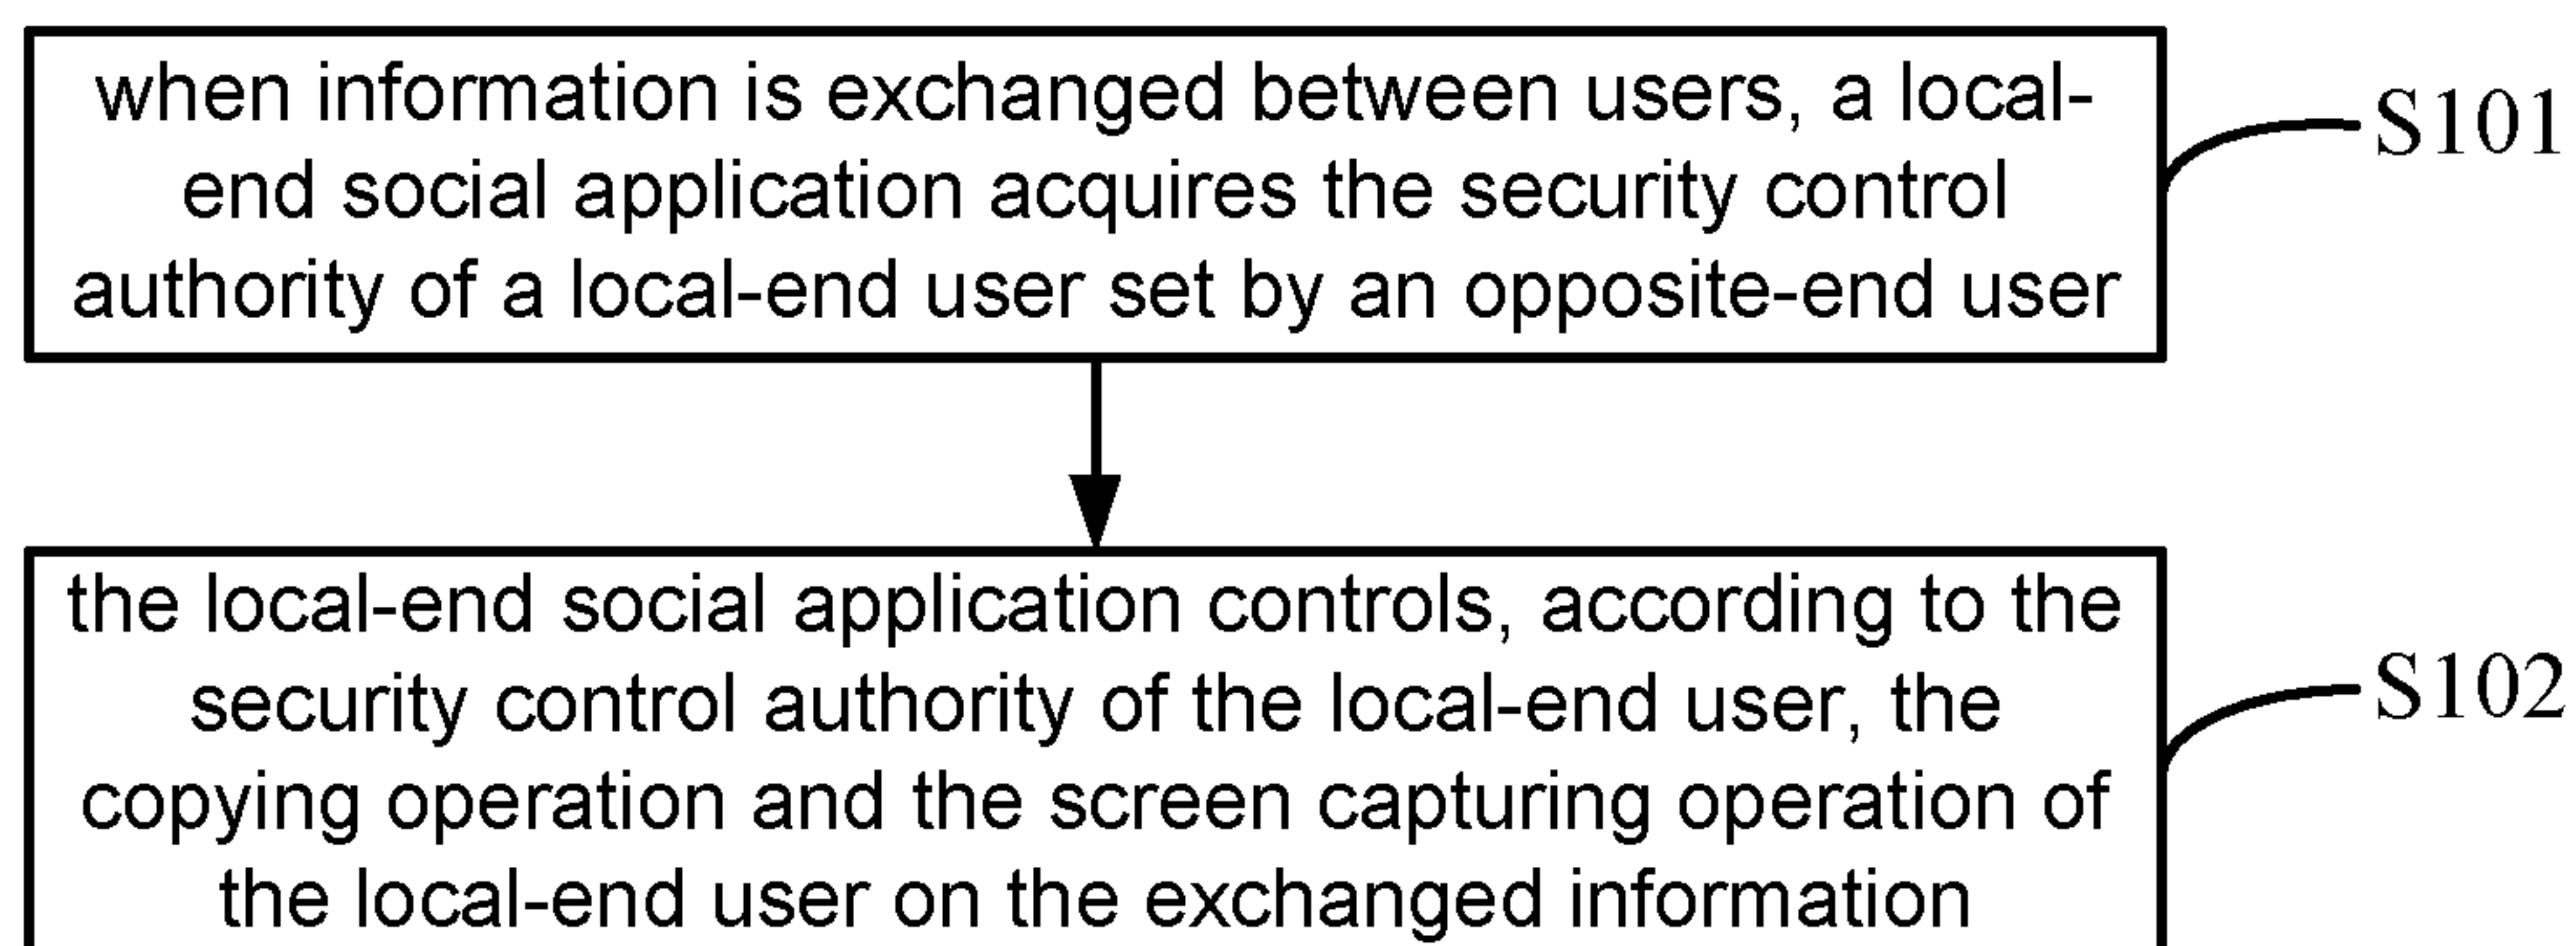 when information is exchanged between users, a local-
end social application acquires the security control
authority of a local-end user set by an opposite-end user
S101
the local-end social application controls, according to the
security control authority of the local-end user, the
copying operation and the screen capturing operation of
the local-end user on the exchanged information
S102